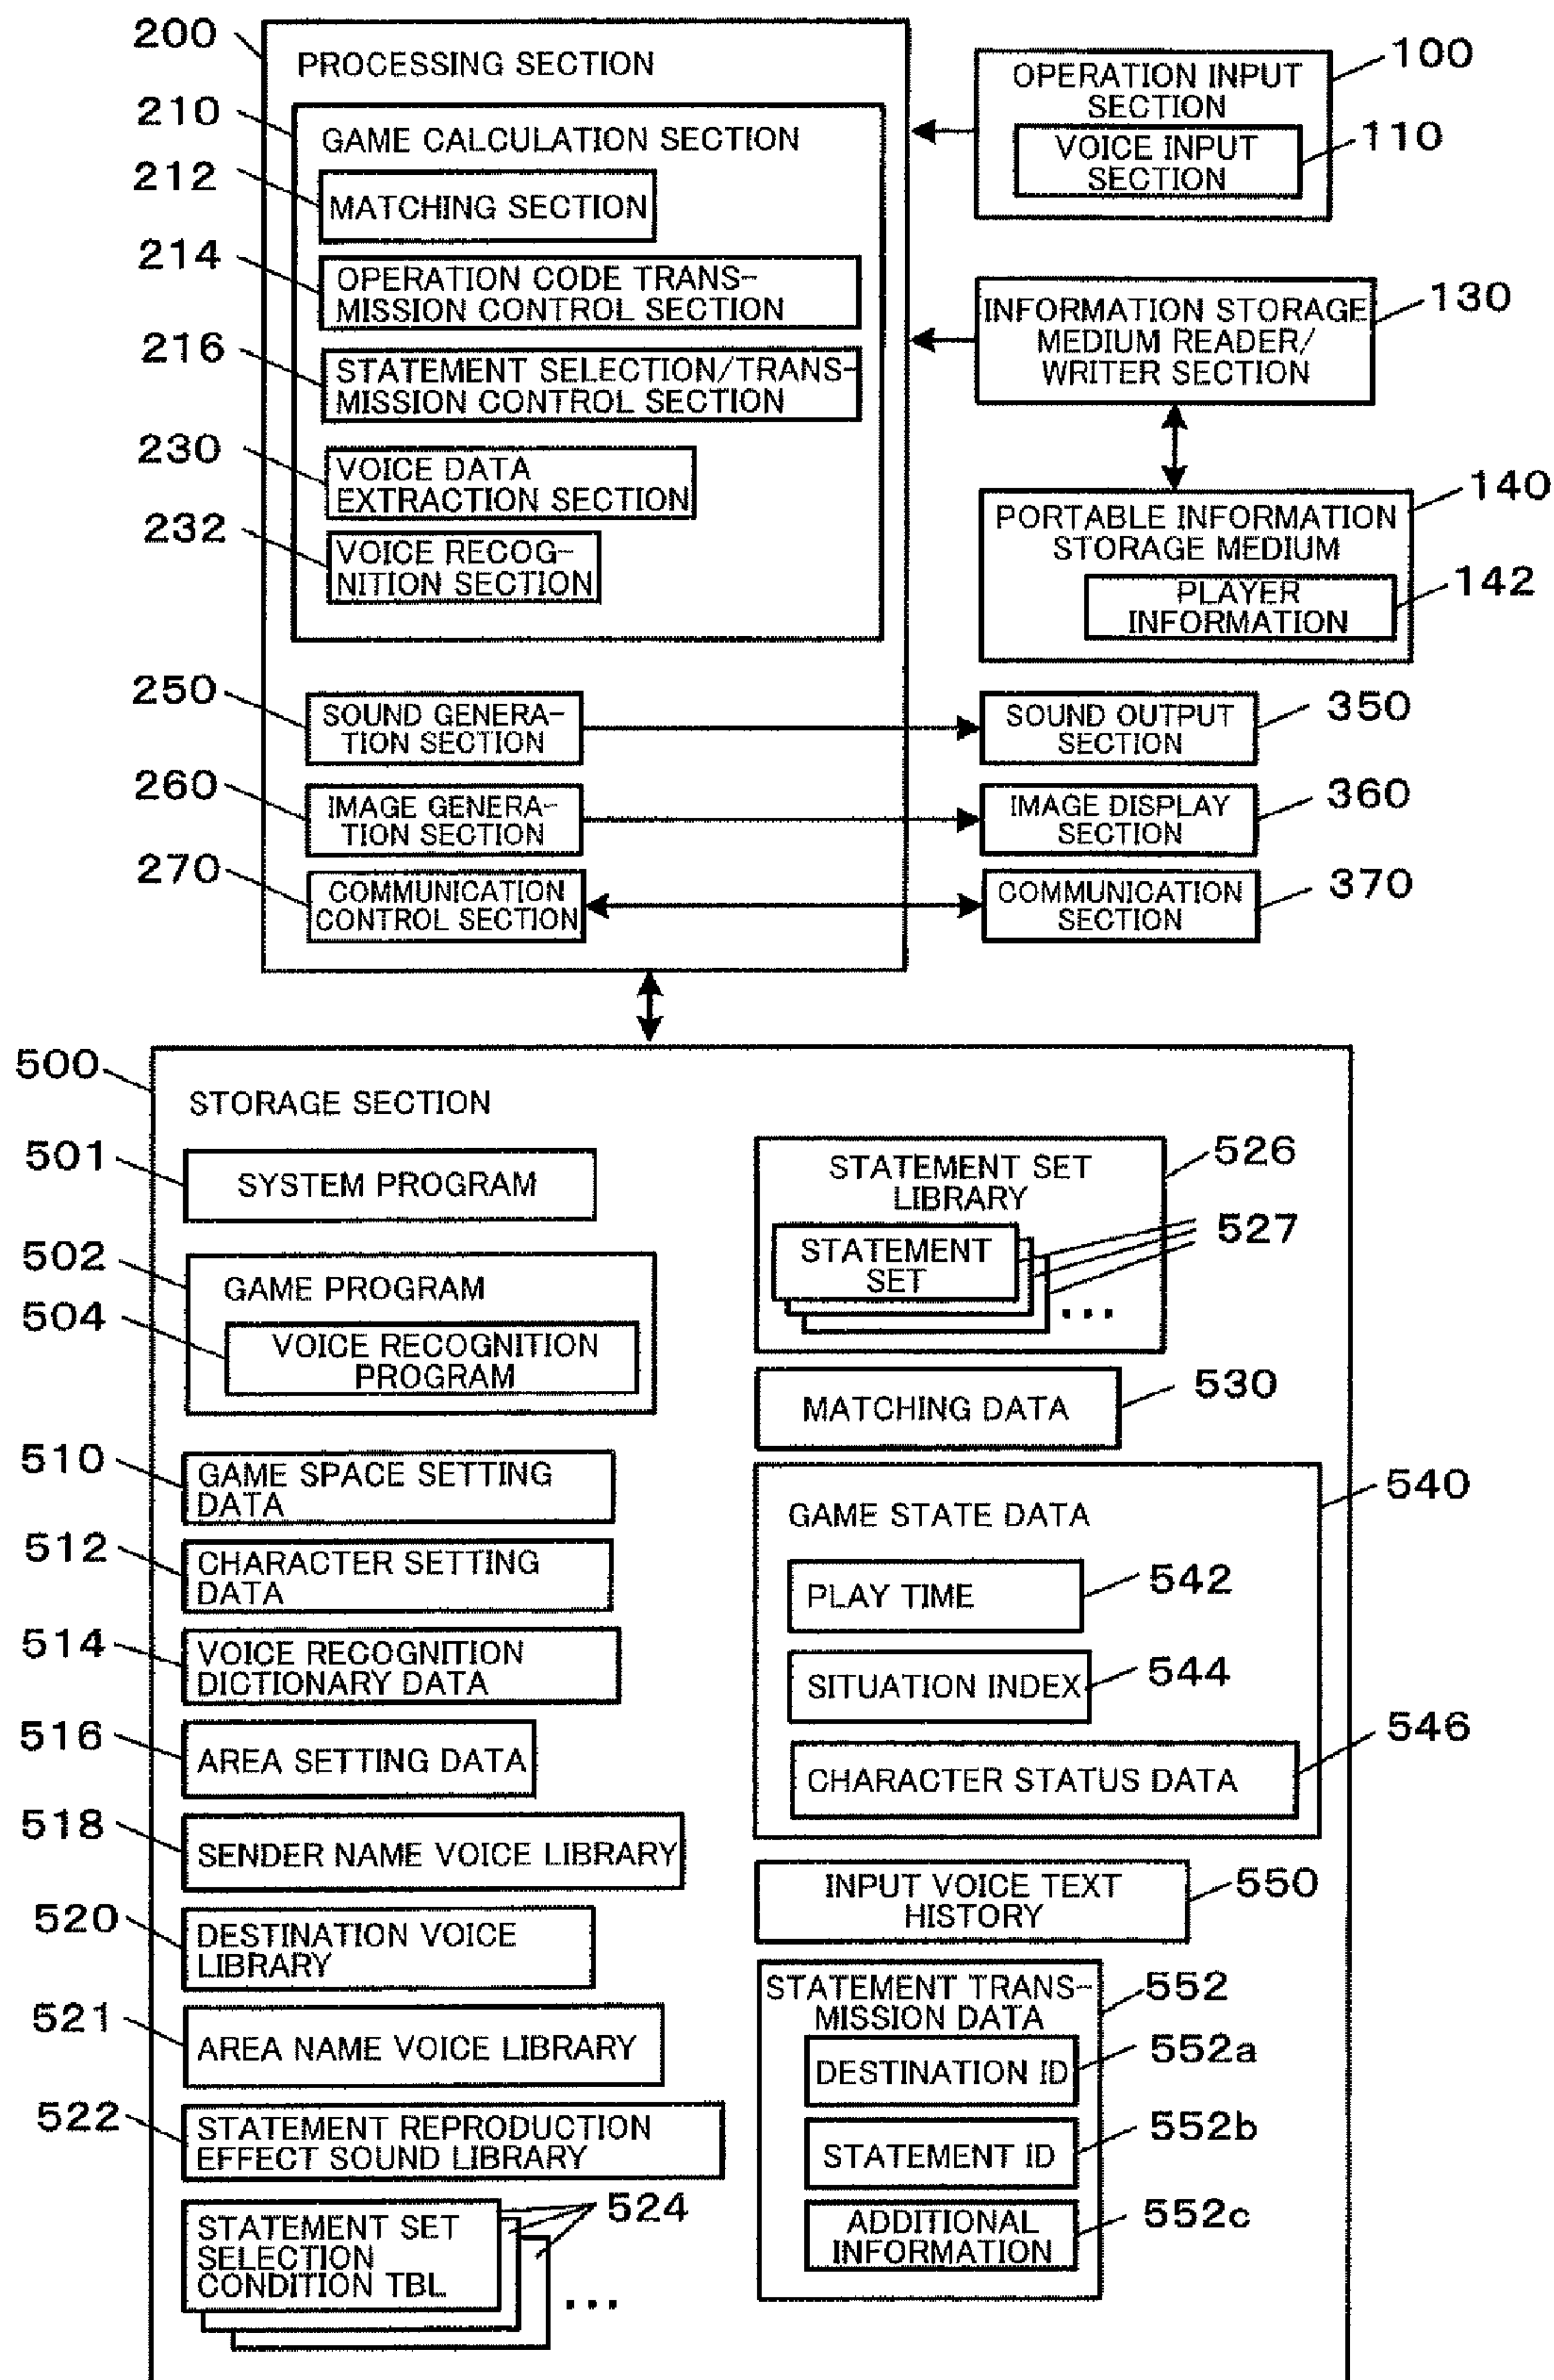 200
PROCESSING SECTION
210
GAME CALCULATION SECTION
212
MATCHING SECTION
214
OPERATION CODE TRANS-
MISSION CONTROL SECTION
216
STATEMENT SELECTION/TRANS-
MISSION CONTROL SECTION
230
VOICE DATA
EXTRACTION SECTION
232
VOICE RECOG-
NITION SECTION
250
SOUND GENERA-
TION SECTION
260
IMAGE GENERA-
TION SECTION
270
COMMUNICATION
CONTROL SECTION
100
OPERATION INPUT
SECTION
110
VOICE INPUT
SECTION
130
INFORMATION STORAGE
MEDIUM READER/
WRITER SECTION
140
PORTABLE INFORMATION
STORAGE MEDIUM
142
PLAYER
INFORMATION
350
SOUND OUTPUT
SECTION
360
IMAGE DISPLAY
SECTION
370
COMMUNICATION
SECTION
500
STORAGE SECTION
501
SYSTEM PROGRAM
502
GAME PROGRAM
504
VOICE RECOGNITION
PROGRAM
510
GAME SPACE SETTING
DATA
512
CHARACTER SETTING
DATA
514
VOICE RECOGNITION
DICTIONARY DATA
516
AREA SETTING DATA
518
SENDER NAME VOICE LIBRARY
520
DESTINATION VOICE
LIBRARY
521
AREA NAME VOICE LIBRARY
522
STATEMENT REPRODUCTION
EFFECT SOUND LIBRARY
524
STATEMENT SET
SELECTION
CONDITION TBL
...
526
STATEMENT SET
LIBRARY
527
STATEMENT
SET
...
530
MATCHING DATA
540
GAME STATE DATA
542
PLAY TIME
544
SITUATION INDEX
546
CHARACTER STATUS DATA
550
INPUT VOICE TEXT
HISTORY
552
STATEMENT TRANS-
MISSION DATA
552a
DESTINATION ID
552b
STATEMENT ID
552c
ADDITIONAL
INFORMATION